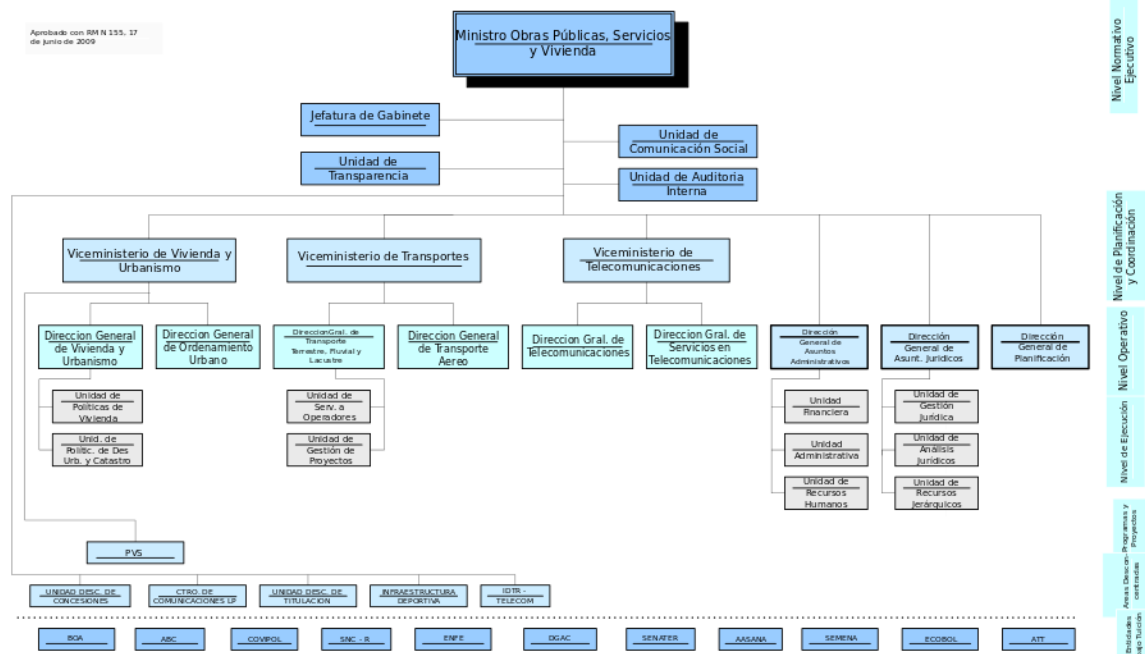 Aprobado con RM N 155, 17
de junio de 2009
Ministro Obras Públicas, Servicios
y Vivienda
Nivel Normativo
Ejecutivo
Jefatura de Gabinete
Unidad de
Comunicación Social
Unidad de
Transparencia
Unidad de Auditoria
Interna
Nivel de Planificación
y Coordinación
Viceministerio de Vivienda y
Urbanismo
Viceministerio de Transportes
Viceministerio de
Telecomunicaciones
Nivel Operativo
Direccion General
de Vivienda y
Urbanismo
Direccion General
de Ordenamiento
Urbano
DireccionGral. de
Transporte
Terrestre, Fluvial y
Lacustre
Direccion General
de Transporte
Aereo
Direccion Gral. de
Telecomunicaciones
Direccion Gral. de
Servicios en
Telecomunicaciones
Dirección
General de
Asuntos
Administrativos
Dirección
General de
Asunt. Jurídicos
Dirección
General de
Planificación
Nivel de Ejecución
Unidad de
Políticas de
Vivienda
Unidad de
Serv. a
Operadores
Unidad
Financiera
Unidad de
Gestión
Jurídica
Unid. de
Polític. de Des
Urb. y Catastro
Unidad de
Gestión de
Proyectos
Unidad
Administrativa
Unidad de
Análisis
Jurídicos
Unidad de
Recursos
Humanos
Unidad de
Recursos
Jerárquicos
Programas y
Proyectos
PVS
Areas Descon-
centradas
UNIDAD DESC. DE
CONCESIONES
CTRO. DE
COMUNICACIONES LP
UNIDAD DESC. DE
TITULACION
INFRAESTRUCTURA
DEPORTIVA
IDTR -
TELECOM
Entidades
BOA
ABC
COVIPOL
SNC - R
ENFE
DGAC
SENATER
AASANA
SEMENA
ECOBOL
ATT